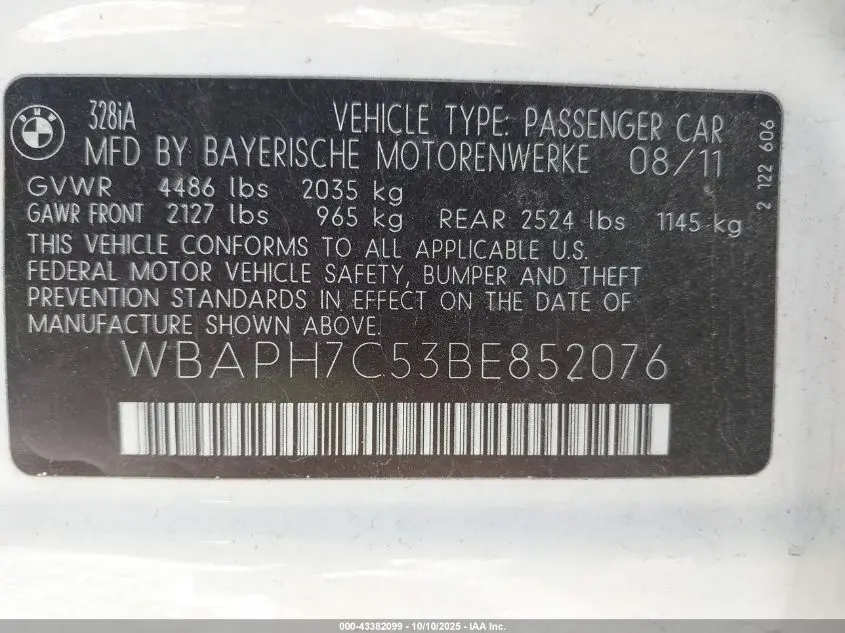 BMW
328iA
VEHICLE TYPE: PASSENGER CAR
MFD BY BAYERISCHE MOTORENWERKE 08/11
GVWR 4486 lbs 2035 kg
GAWR FRONT 2127 lbs 965 kg REAR 2524 lbs 1145 kg
THIS VEHICLE CONFORMS TO ALL APPLICABLE U.S.
FEDERAL MOTOR VEHICLE SAFETY, BUMPER AND THEFT
PREVENTION STANDARDS IN EFFECT ON THE DATE OF
MANUFACTURE SHOWN ABOVE.
WBAPH7C53BE852076
2 122 606
000-43382099 - 10/10/2025 - IAA Inc.